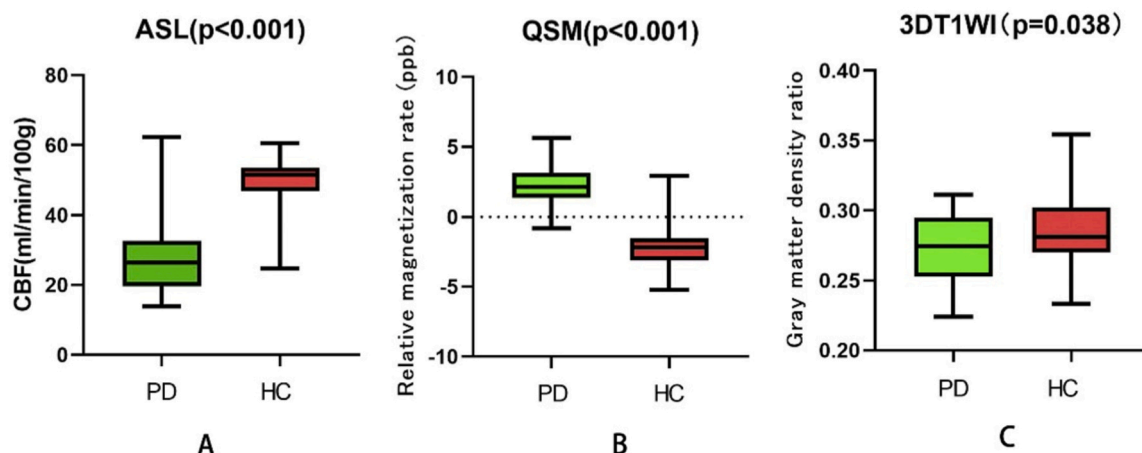 ASL(p<0.001)
CBF(ml/min/100g)
80
60
40
20
0
PD
HC
A
QSM(p<0.001)
Relative magnetization rate (ppb)
10
5
0
-5
-10
PD
HC
B
3DT1WI(p=0.038)
Gray matter density ratio
0.40
0.35
0.30
0.25
0.20
PD
HC
C